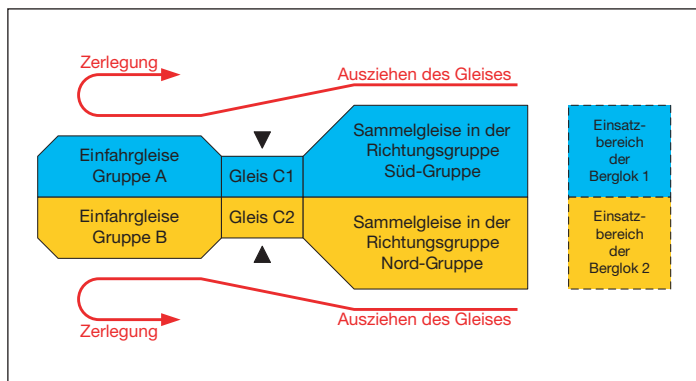 Zerlegung
Ausziehen des Gleises
Einfahrgleise
Gruppe A
Gleis C1
Sammelgleise in der
Richtungsgruppe
Süd-Gruppe
Einsatz-
bereich
der
Berglok 1
Einfahrgleise
Gruppe B
Gleis C2
Sammelgleise in der
Richtungsgruppe
Nord-Gruppe
Einsatz-
bereich
der
Berglok 2
Zerlegung
Ausziehen des Gleises